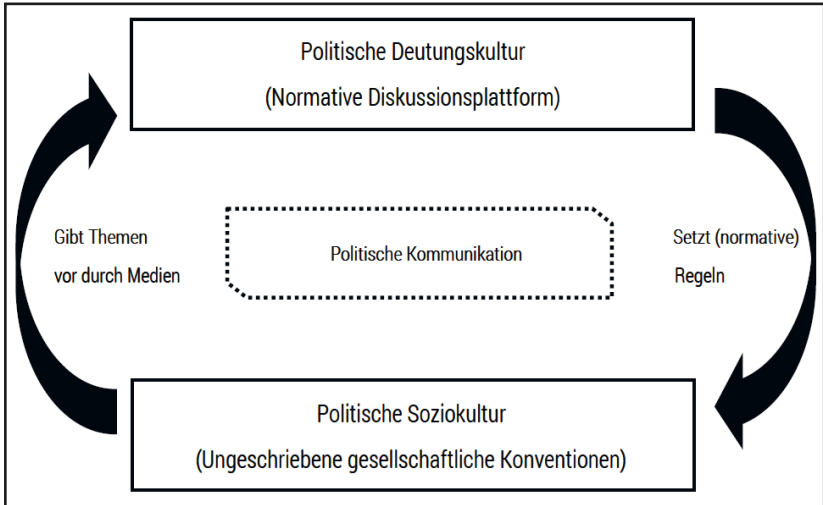 Politische Deutungskultur
(Normative Diskussionsplattform)
Gibt Themen
vor durch Medien
Politische Kommunikation
Setzt (normative)
Regeln
Politische Soziokultur
(Ungeschriebene gesellschaftliche Konventionen)